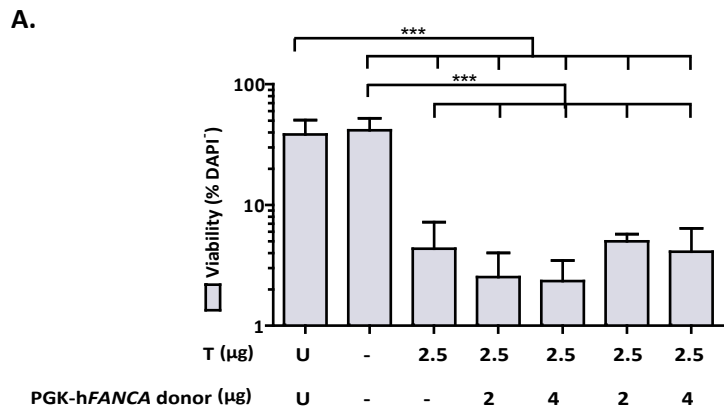 A.
***
***
100
10
1
Viability (% DAPI⁻)
T (µg) U - 2.5 2.5 2.5 2.5 2.5
PGK-hFANCA donor (µg) U - - 2 4 2 4